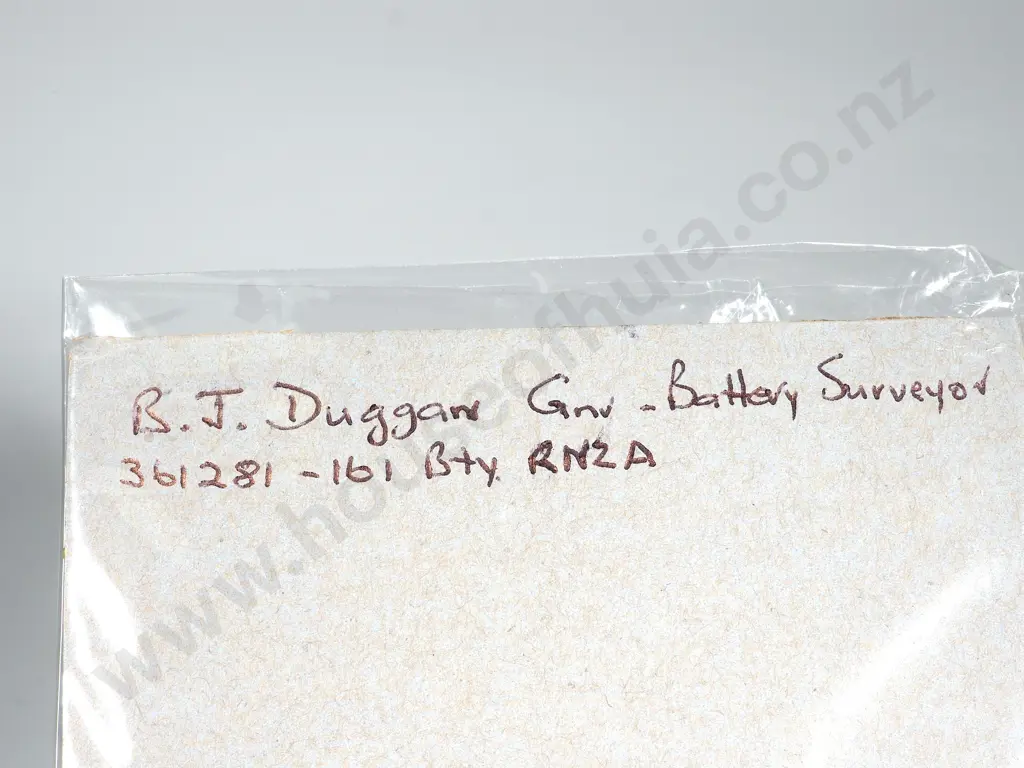 B.J. Duggan Gnr - Battery Surveyor
361281 - 161 Bty. RNZA
www.houseofhuia.co.nz